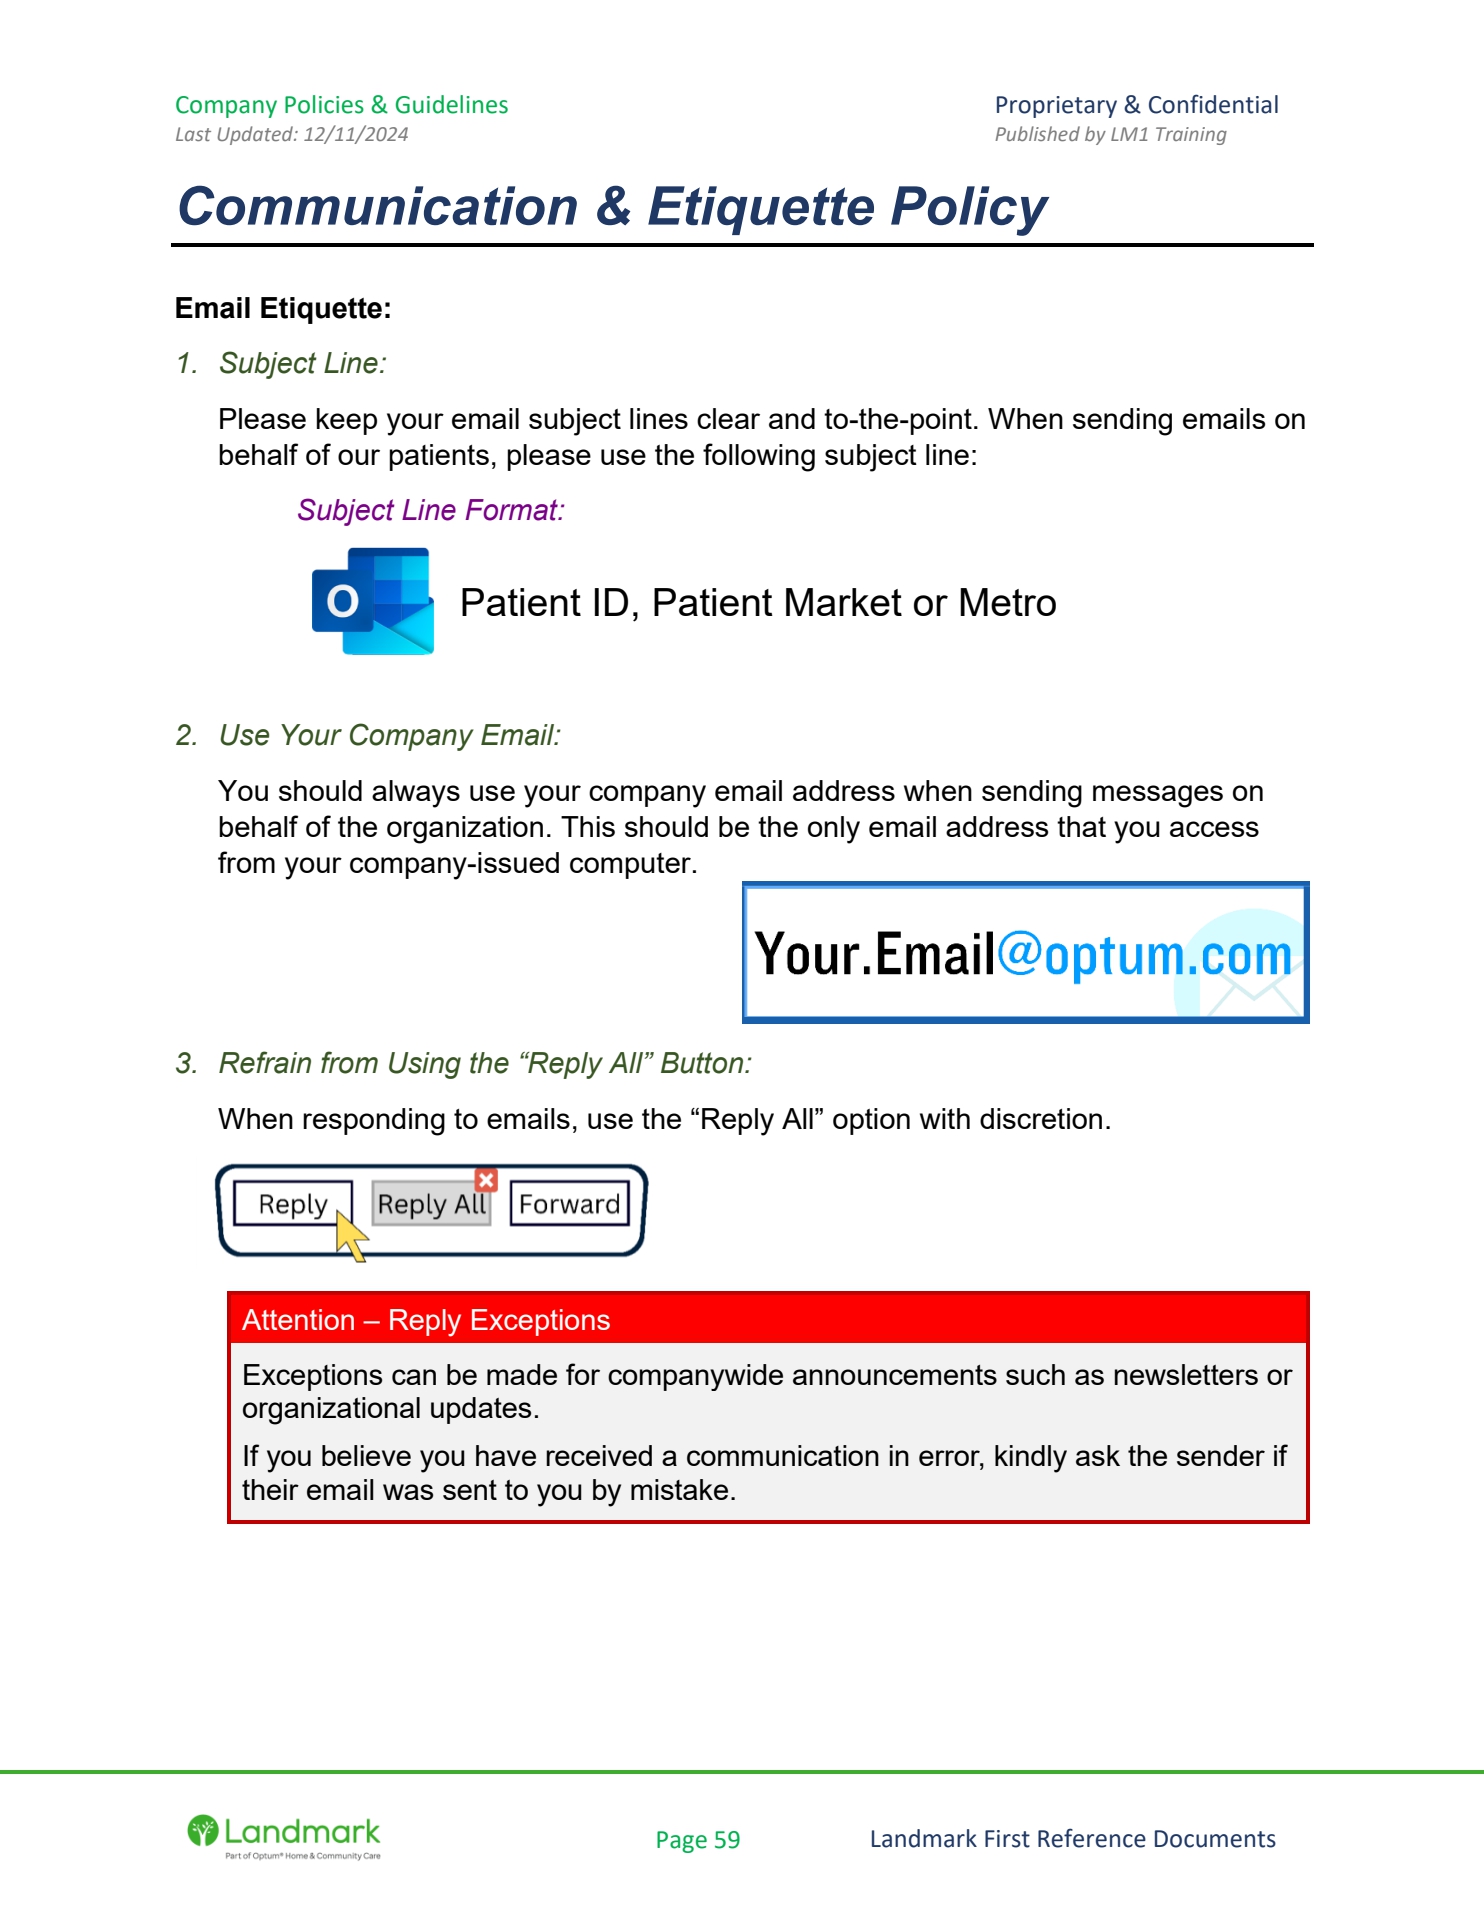 Company Policies & Guidelines
Proprietary & Confidential
Last Updated: 12/11/2024
Published by LM1 Training
Communication & Etiquette Policy
Email Etiquette:
1. Subject Line:
Please keep your email subject lines clear and to-the-point. When sending emails on
behalf of our patients, please use the following subject line:
Subject Line Format:
O
Patient ID, Patient Market or Metro
2. Use Your Company Email:
You should always use your company email address when sending messages on
behalf of the organization. This should be the only email address that you access
from your company-issued computer.
Your.Email@optum.com
3. Refrain from Using the “Reply All” Button:
When responding to emails, use the “Reply All” option with discretion.
Reply Reply All Forward
Attention – Reply Exceptions
Exceptions can be made for companywide announcements such as newsletters or
organizational updates.
If you believe you have received a communication in error, kindly ask the sender if
their email was sent to you by mistake.
Landmark
Part of Optum® Home & Community Care
Page 59
Landmark First Reference Documents